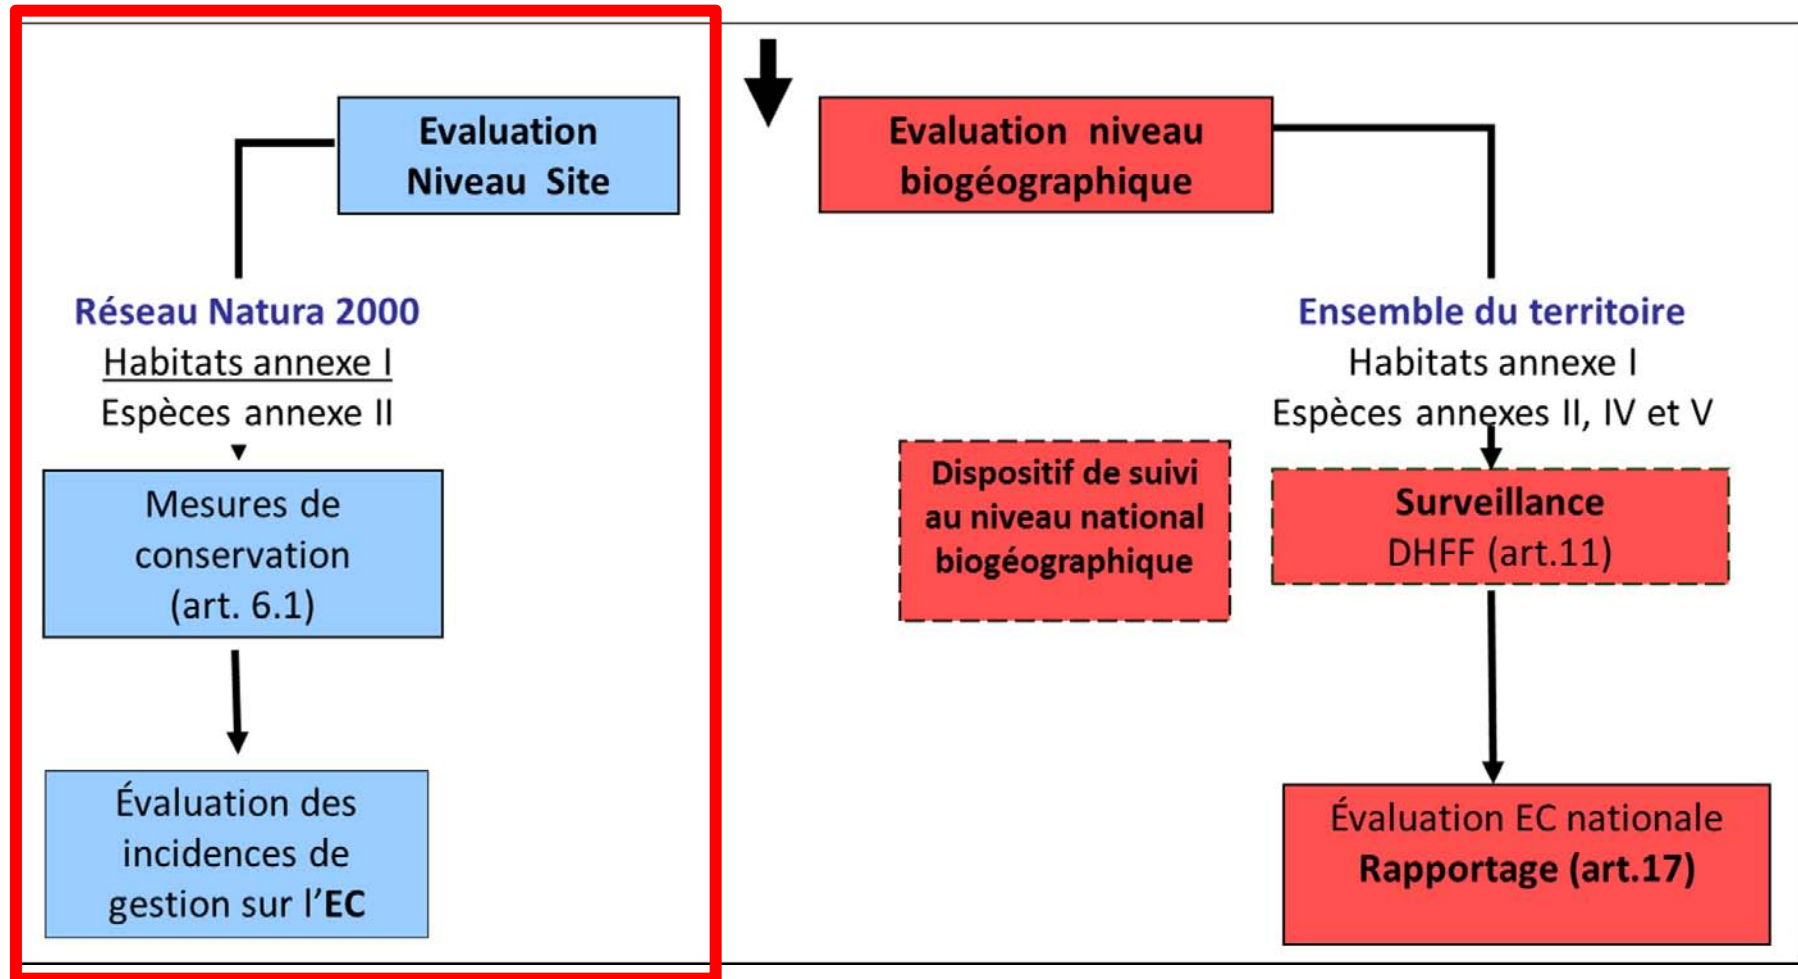 Evaluation
Niveau Site
Réseau Natura 2000
Habitats annexe I
Espèces annexe II
Mesures de
conservation
(art. 6.1)
Évaluation des
incidences de
gestion sur l'EC
Evaluation niveau
biogéographique
Ensemble du territoire
Habitats annexe I
Espèces annexes II, IV et V
Dispositif de suivi
au niveau national
biogéographique
Surveillance
DHFF (art.11)
Évaluation EC nationale
Rapportage (art.17)